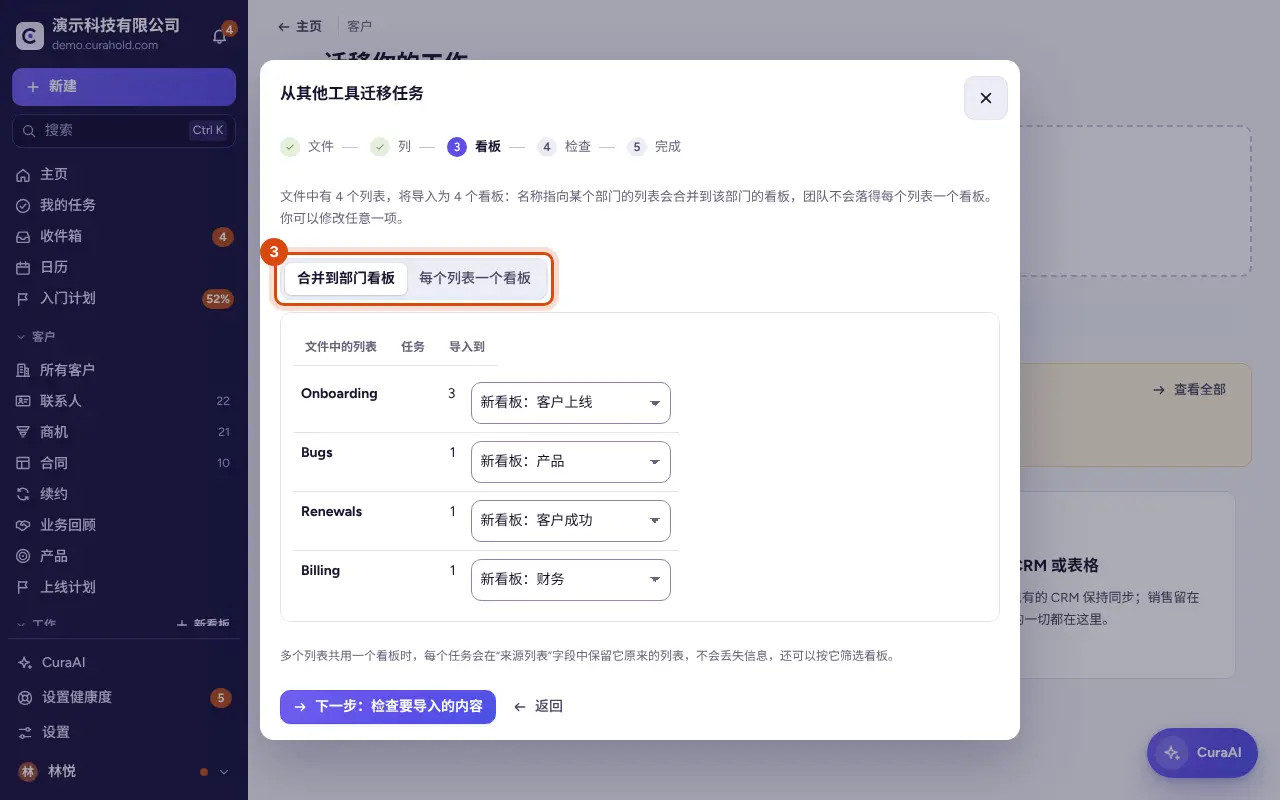 演示科技有限公司
demo.curahold.com
4
新建
搜索
Ctrl K
主页
我的任务
收件箱
4
日历
入门计划
52%
客户
所有客户
联系人
22
商机
21
合同
10
续约
业务回顾
产品
上线计划
工作
新看板
CuraAI
设置健康度
5
设置
林
林悦
主页
客户
迁移你的工作
从其他工具迁移任务
文件
列
3
看板
4
检查
5
完成
文件中有 4 个列表，将导入为 4 个看板：名称指向某个部门的列表会合并到该部门的看板，团队不会落得每个列表一个看板。
你可以修改任意一项。
3
合并到部门看板
每个列表一个看板
文件中的列表
任务
导入到
Onboarding
3
新看板：客户上线
Bugs
1
新看板：产品
Renewals
1
新看板：客户成功
Billing
1
新看板：财务
多个列表共用一个看板时，每个任务会在“来源列表”字段中保留它原来的列表，不会丢失信息，还可以按它筛选看板。
下一步：检查要导入的内容
返回
查看全部
CRM 或表格
有的 CRM 保持同步；销售留在
的一切都在这里。
CuraAI